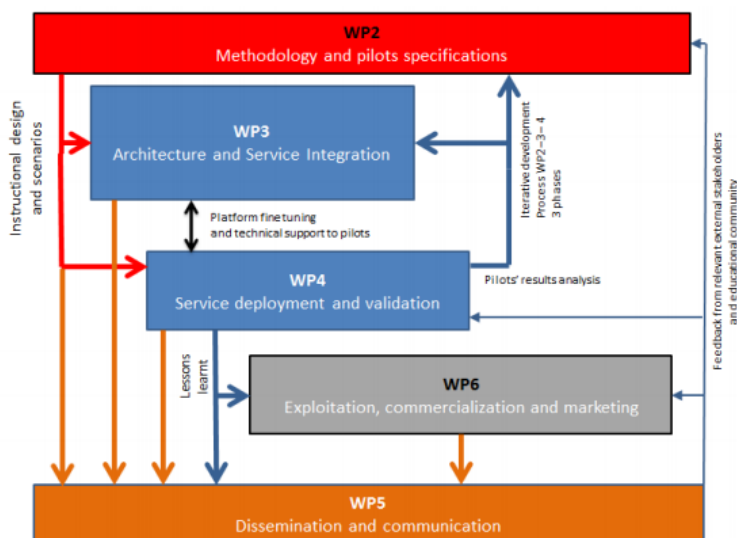 WP2
Methodology and pilots specifications
Instructional design
and scenarios
WP3
Architecture and Service Integration
Iterative development
Process WP2-3-4
3 phases
Platform fine tuning
and technical support to pilots
WP4
Service deployment and validation
Pilots' results analysis
Feedback from relevant external stakeholders
and educational community
Lessons
learnt
WP6
Exploitation, commercialization and marketing
WP5
Dissemination and communication